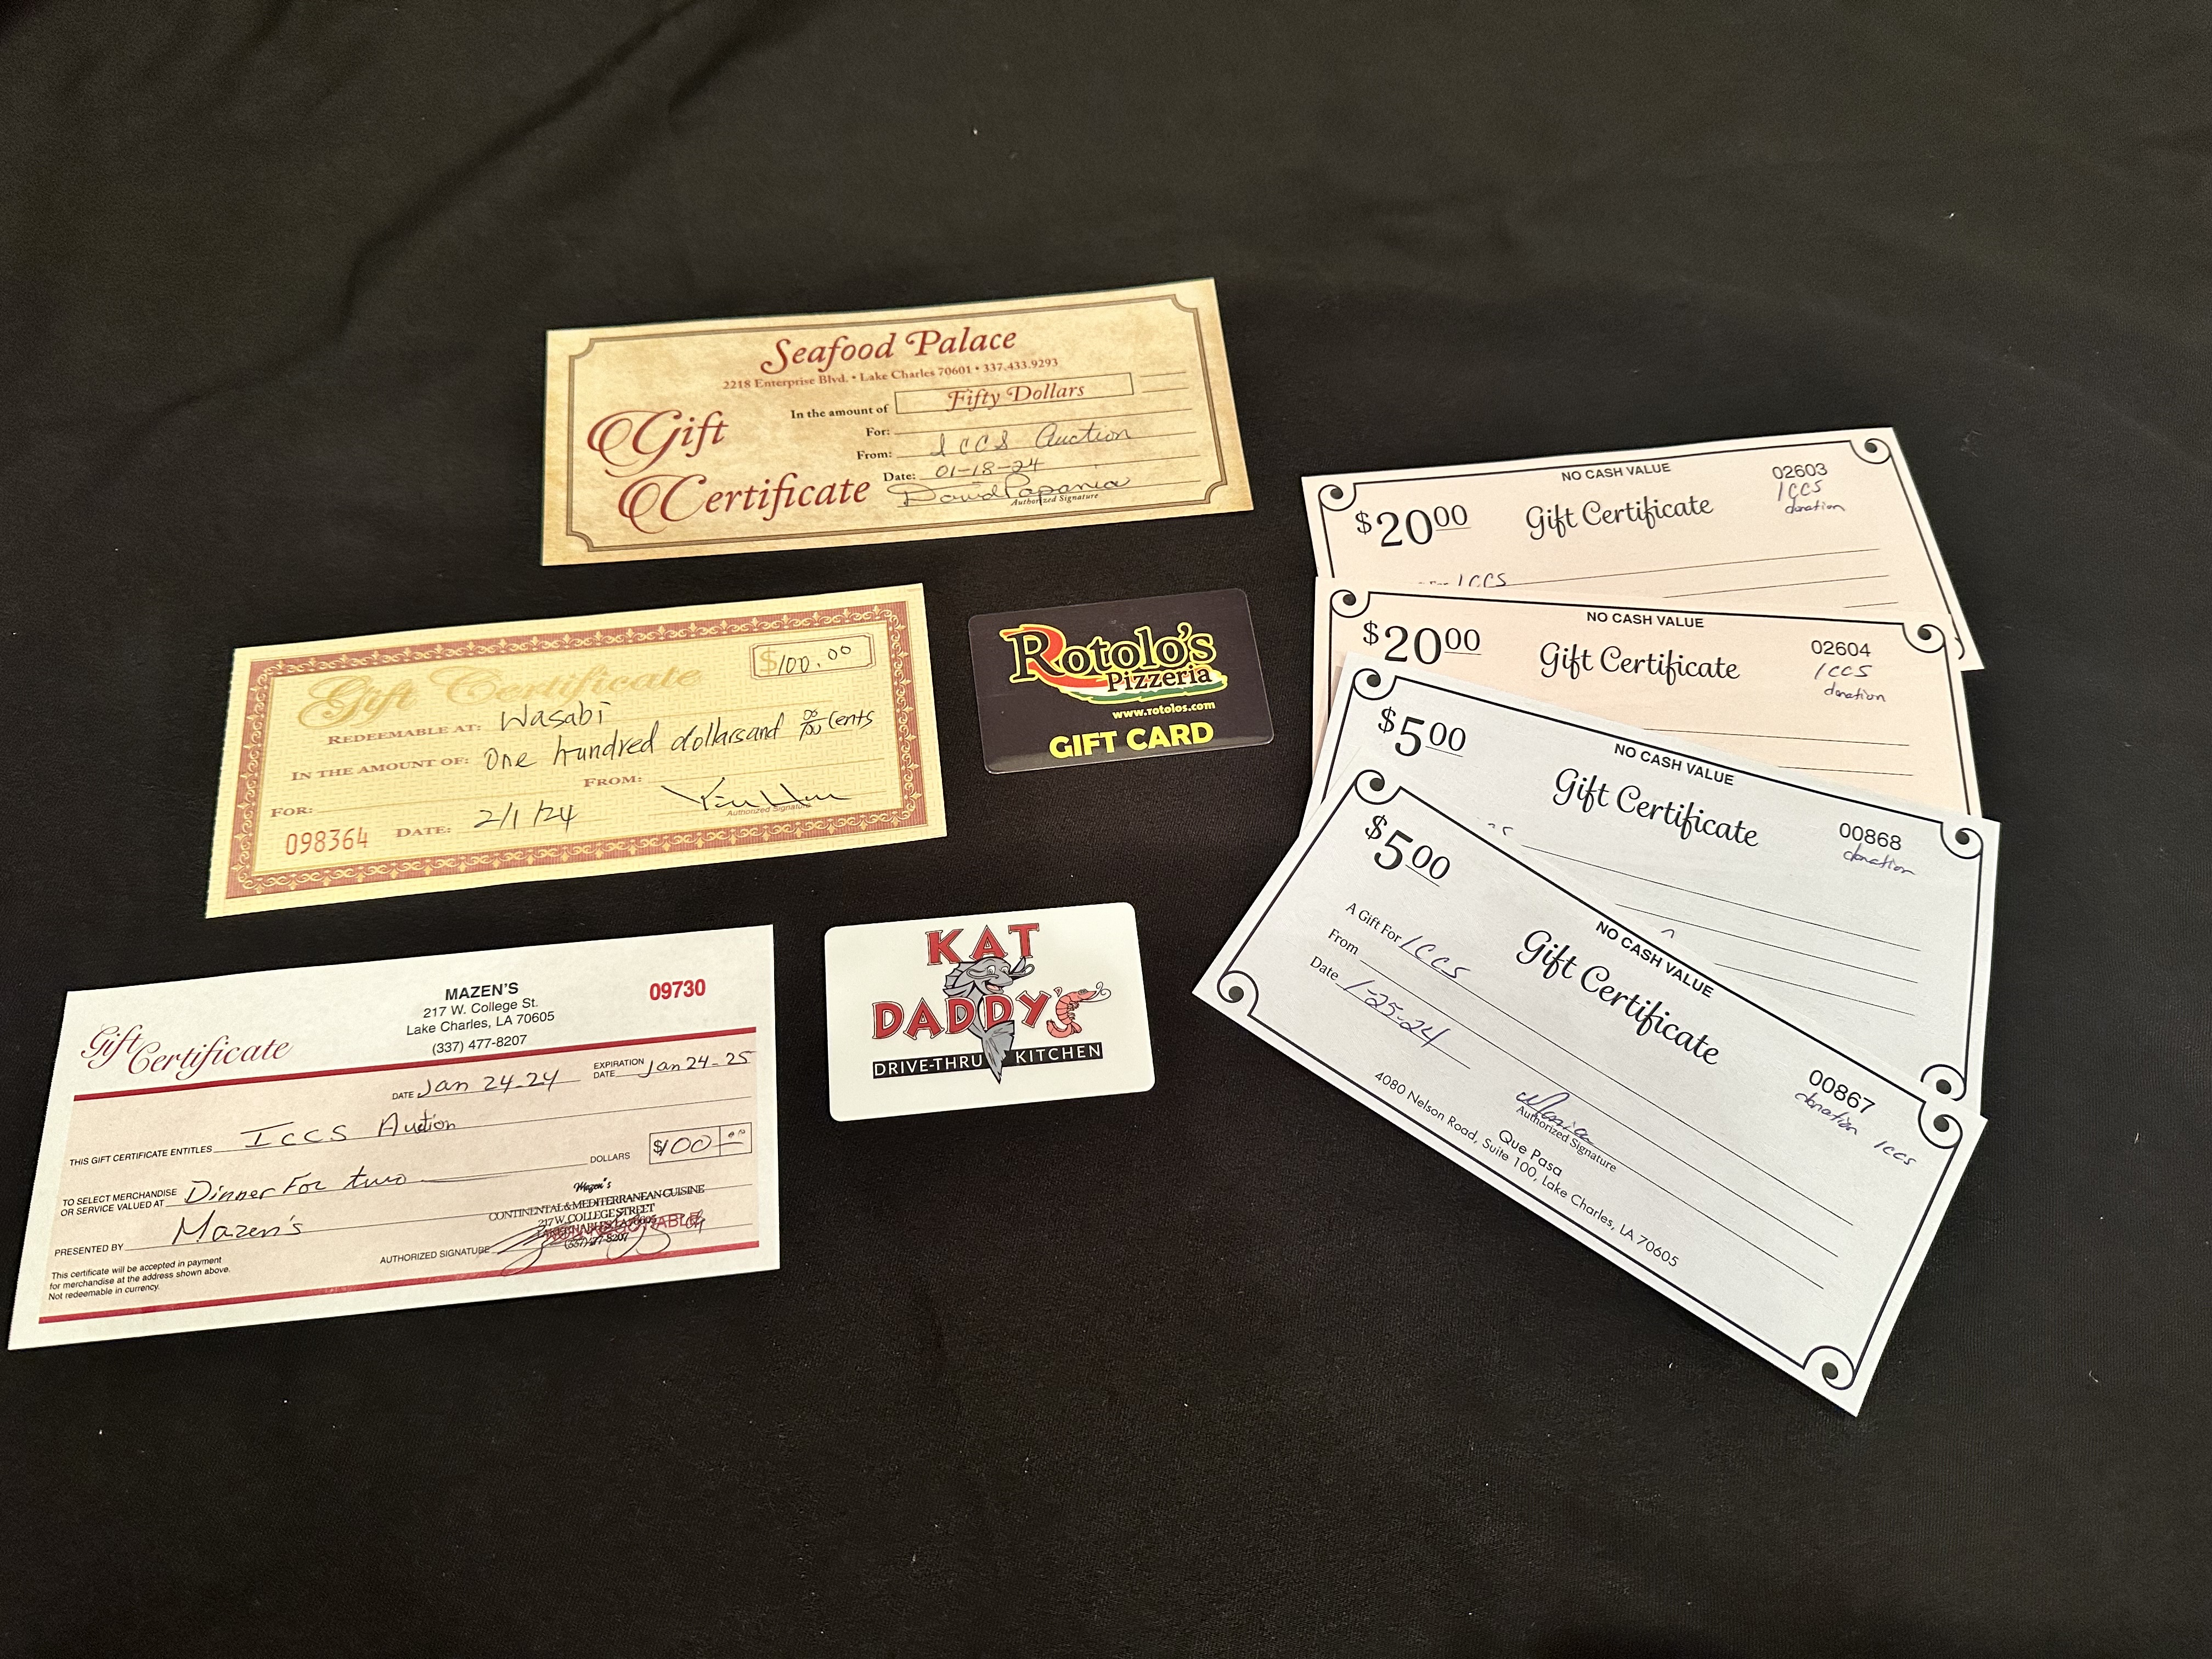 Seafood Palace
2218 Enterprise Blvd. • Lake Charles 70601 • 337.433.9293
Gift Certificate
In the amount of Fifty Dollars
For:
From: ICCS Auction
Date: 01-18-24
David Papania
Authorized Signature
Gift Certificate
$100.00
REDEEMABLE AT: Wasabi
IN THE AMOUNT OF: One hundred dollars and 00/100 cents
FOR:
FROM:
098364
DATE: 2/1/24
Authorized Signature
Rotolo's
Pizzeria
www.rotolos.com
GIFT CARD
MAZEN'S
217 W. College St.
Lake Charles, LA 70605
(337) 477-8207
09730
Gift Certificate
DATE Jan 24-24
EXPIRATION DATE Jan 24-25
THIS GIFT CERTIFICATE ENTITLES ICCS Auction
DOLLARS $100
TO SELECT MERCHANDISE
OR SERVICE VALUED AT Dinner For two
PRESENTED BY Mazen's
Mazen's
CONTINENTAL & MEDITERRANEAN CUISINE
217 W. COLLEGE STREET
(337) 477-8207
AUTHORIZED SIGNATURE
This certificate will be accepted in payment
for merchandise at the address shown above.
Not redeemable in currency.
KAT
DADDY'S
DRIVE-THRU KITCHEN
NO CASH VALUE
02603
ICCS
donation
$20.00
Gift Certificate
ICCS
NO CASH VALUE
02604
ICCS
donation
$20.00
Gift Certificate
NO CASH VALUE
$5.00
Gift Certificate
00868
donation
NO CASH VALUE
$5.00
Gift Certificate
00867
donation ICCS
A Gift For ICCS
From
Date 1-25-24
Authorized Signature
Que Pasa
4080 Nelson Road, Suite 100, Lake Charles, LA 70605